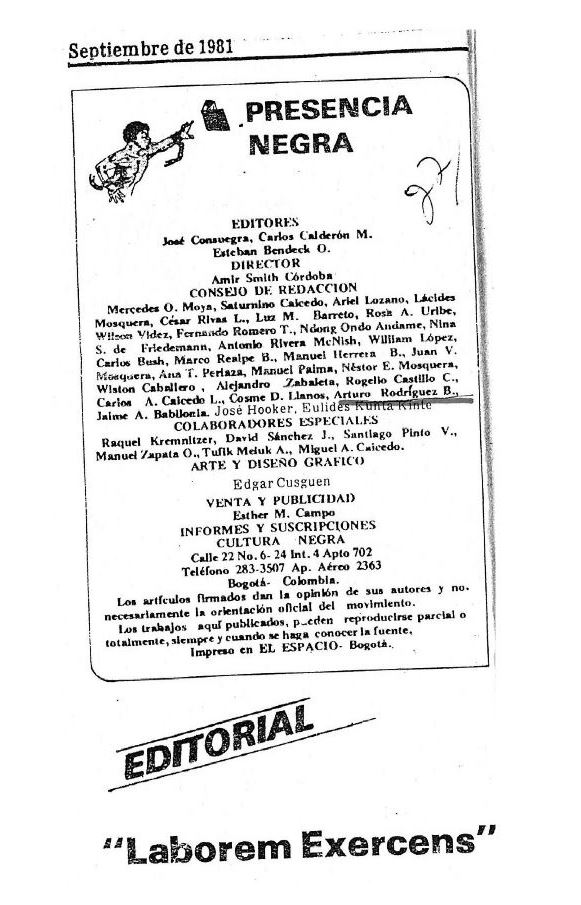 Septiembre de 1981
PRESENCIA
NEGRA
27
EDITORES
José Consuegra, Carlos Calderón M.
Esteban Bendeck O.
DIRECTOR
Amir Smith Córdoba
CONSEJO DE REDACCION
Mercedes O. Moya, Saturnino Caicedo, Ariel Lozano, Lácides
Mosquera, César Rivas L., Luz M. Barreto, Rosa A. Uribe,
Wilson Videz, Fernando Romero T., Ndong Ondo Andame, Nina
S. de Friedemann, Antonio Rivera McNish, William López,
Carlos Bush, Marco Realpe B., Manuel Herrera B., Juan V.
Mosquera, Ana T. Perlaza, Manuel Palma, Néstor E. Mosquera,
Wiston Caballero, Alejandro Zabaleta, Rogelio Castillo C.,
Carlos A. Caicedo L., Cosme D. Llanos, Arturo Rodríguez B.,
Jaime A. Babilonia. José Hooker, Eulides Kunta Kinte
COLABORADORES ESPECIALES
Raquel Kremnitzer, David Sánchez J., Santiago Pinto V.,
Manuel Zapata O., Tufik Meluk A., Miguel A. Caicedo.
ARTE Y DISEÑO GRAFICO
Edgar Cusguen
VENTA Y PUBLICIDAD
Esther M. Campo
INFORMES Y SUSCRIPCIONES
CULTURA NEGRA
Calle 22 No. 6-24 Int. 4 Apto 702
Teléfono 283-3507 Ap. Aéreo 2363
Bogotá- Colombia.
Los artículos firmados dan la opinión de sus autores y no.
necesariamente la orientación oficial del movimiento.
Los trabajos aquí publicados, pueden reproducirse parcial o
totalmente, siempre y cuando se haga conocer la fuente,
Impreso en EL ESPACIO- Bogotá.
EDITORIAL
"Laborem Exercens"